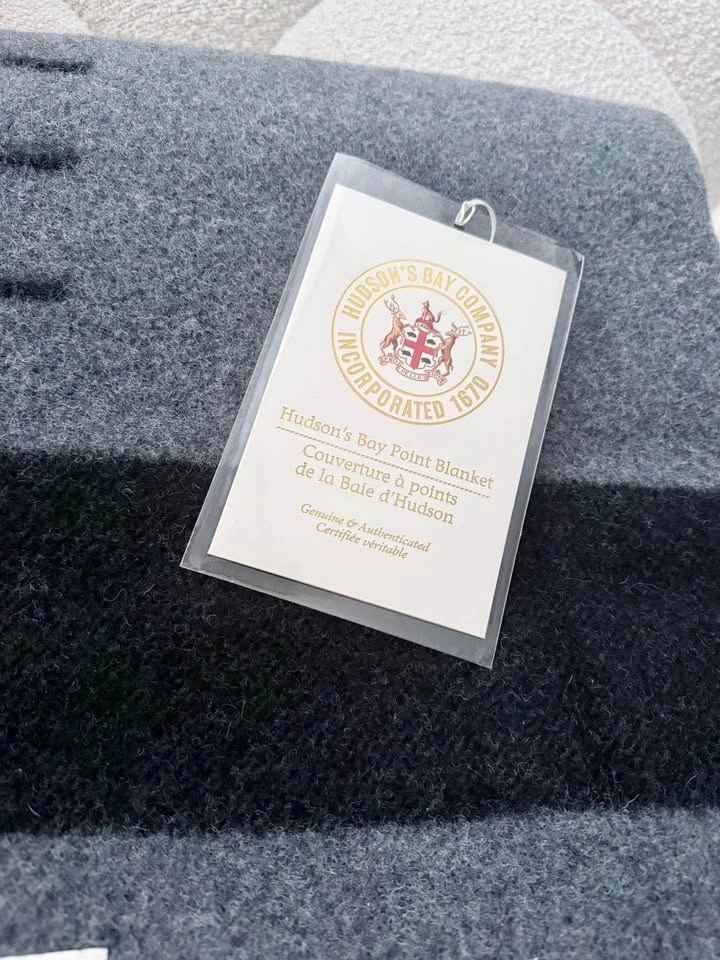 HUDSON'S BAY COMPANY
INCORPORATED 1670
Hudson's Bay Point Blanket
Couverture à points
de la Baie d'Hudson
Genuine & Authenticated
Certifiée véritable